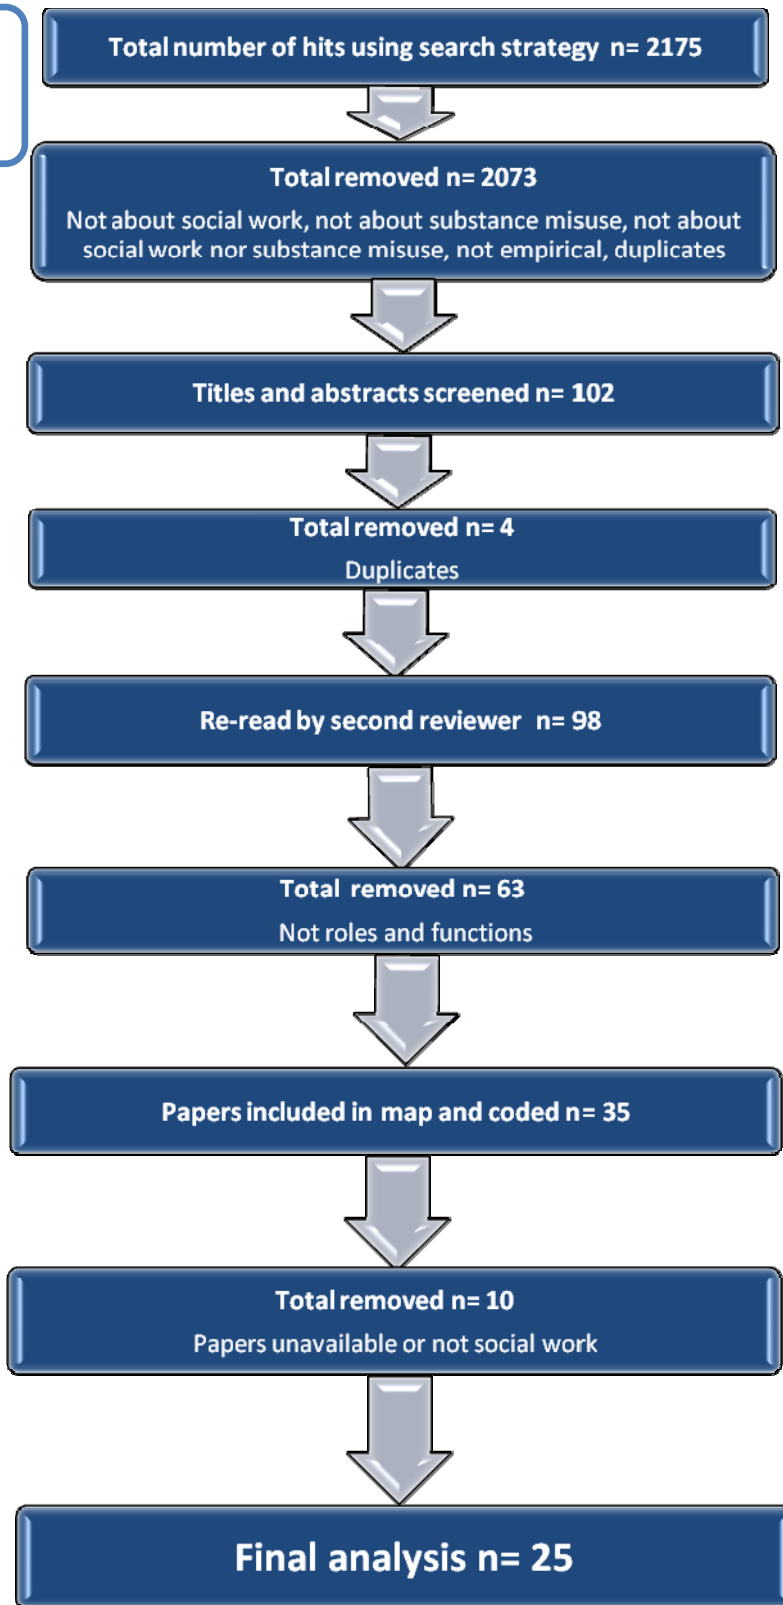 Total number of hits using search strategy n= 2175
Total removed n= 2073
Not about social work, not about substance misuse, not about
social work nor substance misuse, not empirical, duplicates
Titles and abstracts screened n= 102
Total removed n= 4
Duplicates
Re-read by second reviewer n= 98
Total removed n= 63
Not roles and functions
Papers included in map and coded n= 35
Total removed n= 10
Papers unavailable or not social work
Final analysis n= 25